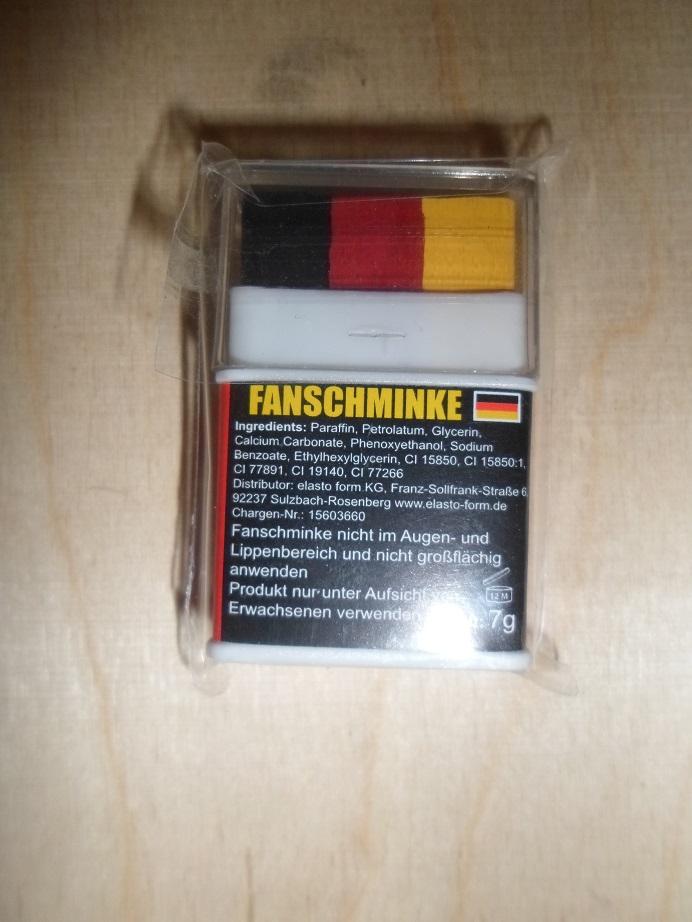 FANSCHMINKE
Ingredients: Paraffin, Petrolatum, Glycerin,
Calcium Carbonate, Phenoxyethanol, Sodium
Benzoate, Ethylhexylglycerin, CI 15850, CI 15850:1,
CI 77891, CI 19140, CI 77266
Distributor: elasto form KG, Franz-Sollfrank-Straße 6,
92237 Sulzbach-Rosenberg www.elasto-form.de
Chargen-Nr.: 15603660
Fanschminke nicht im Augen- und
Lippenbereich und nicht großflächig
anwenden
Produkt nur unter Aufsicht von
12 M
Erwachsenen verwenden 7g